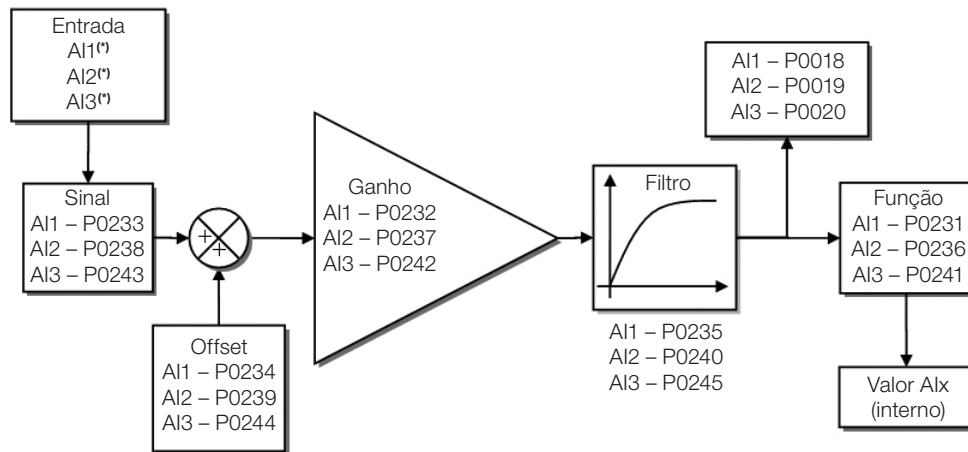 Entrada
AI1(*)
AI2(*)
AI3(*)
Sinal
AI1 – P0233
AI2 – P0238
AI3 – P0243
+
+
Offset
AI1 – P0234
AI2 – P0239
AI3 – P0244
Ganho
AI1 – P0232
AI2 – P0237
AI3 – P0242
Filtro
AI1 – P0235
AI2 – P0240
AI3 – P0245
AI1 – P0018
AI2 – P0019
AI3 – P0020
Função
AI1 – P0231
AI2 – P0236
AI3 – P0241
Valor AIx
(interno)